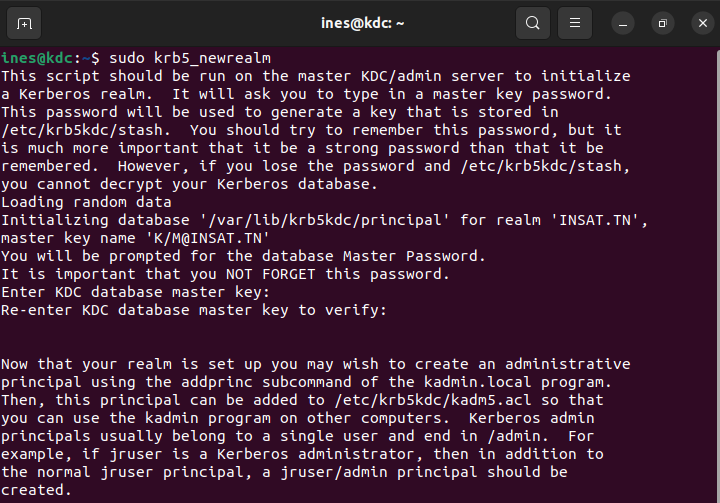 ines@kdc: ~
ines@kdc:~$ sudo krb5_newrealm
This script should be run on the master KDC/admin server to initialize
a Kerberos realm.  It will ask you to type in a master key password.
This password will be used to generate a key that is stored in
/etc/krb5kdc/stash.  You should try to remember this password, but it
is much more important that it be a strong password than that it be
remembered.  However, if you lose the password and /etc/krb5kdc/stash,
you cannot decrypt your Kerberos database.
Loading random data
Initializing database '/var/lib/krb5kdc/principal' for realm 'INSAT.TN',
master key name 'K/M@INSAT.TN'
You will be prompted for the database Master Password.
It is important that you NOT FORGET this password.
Enter KDC database master key:
Re-enter KDC database master key to verify:
Now that your realm is set up you may wish to create an administrative
principal using the addprinc subcommand of the kadmin.local program.
Then, this principal can be added to /etc/krb5kdc/kadm5.acl so that
you can use the kadmin program on other computers.  Kerberos admin
principals usually belong to a single user and end in /admin.  For
example, if jruser is a Kerberos administrator, then in addition to
the normal jruser principal, a jruser/admin principal should be
created.